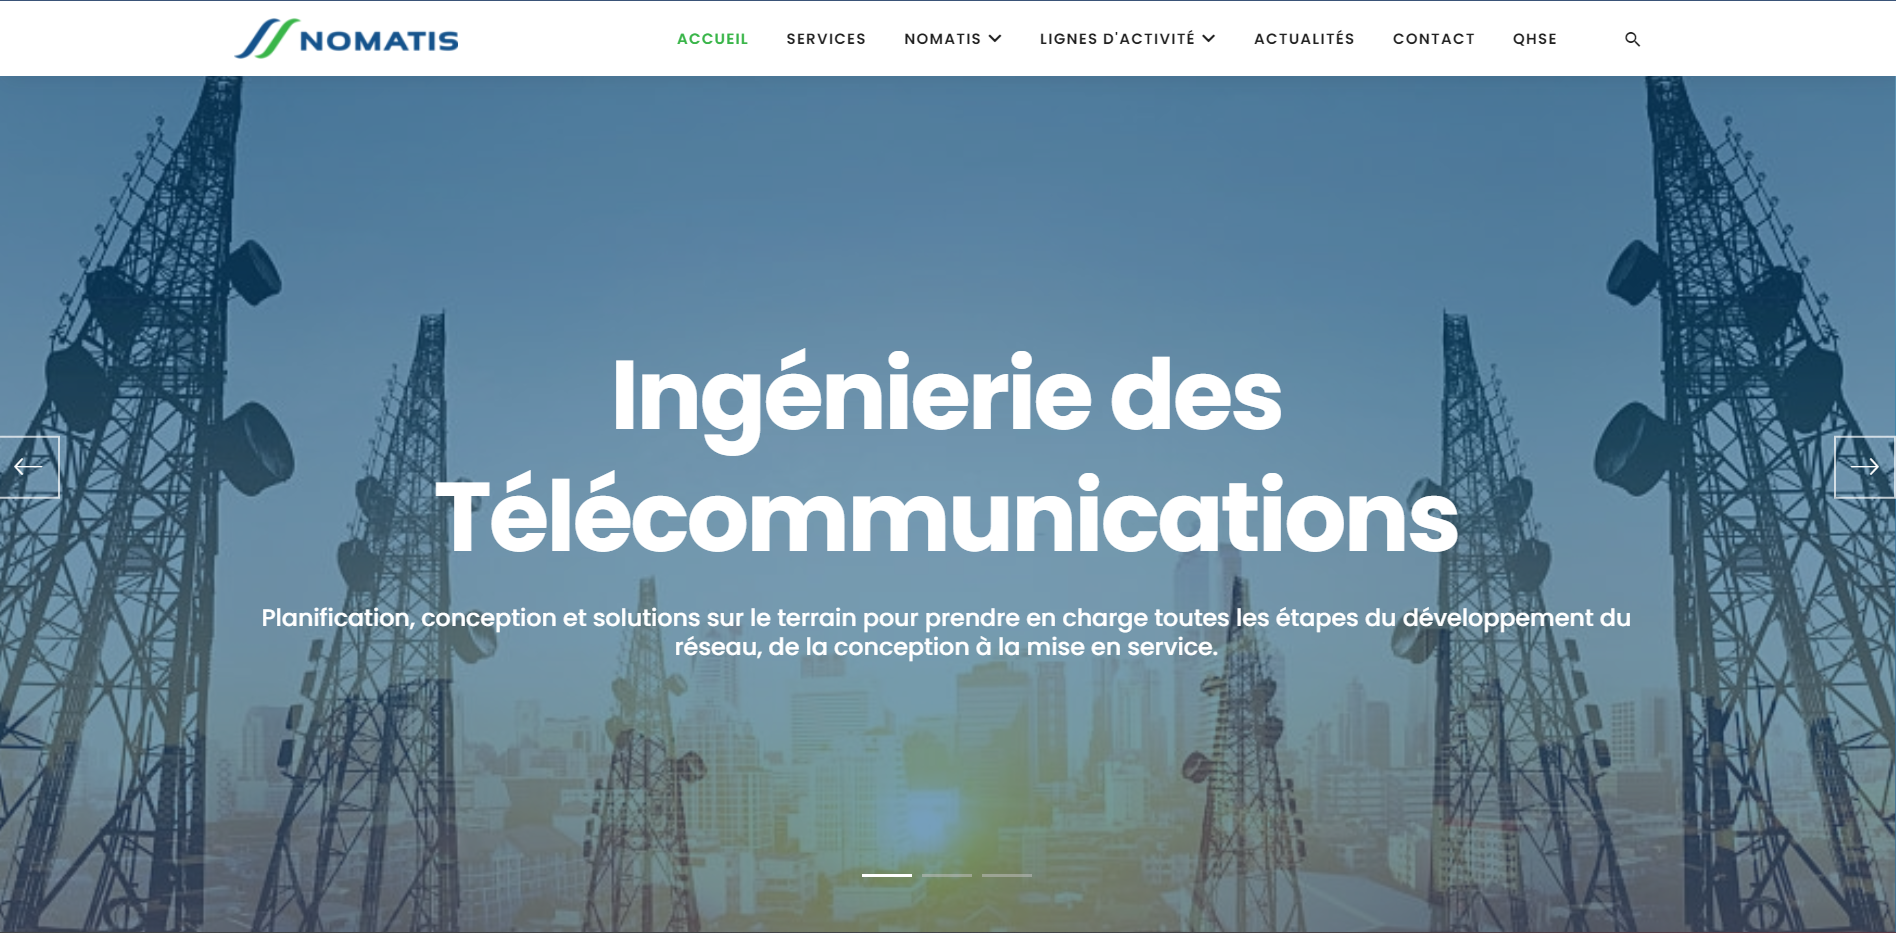 NOMATIS
ACCUEIL SERVICES NOMATIS LIGNES D'ACTIVITÉ ACTUALITÉS CONTACT QHSE
Ingénierie des
Télécommunications
Planification, conception et solutions sur le terrain pour prendre en charge toutes les étapes du développement du
réseau, de la conception à la mise en service.